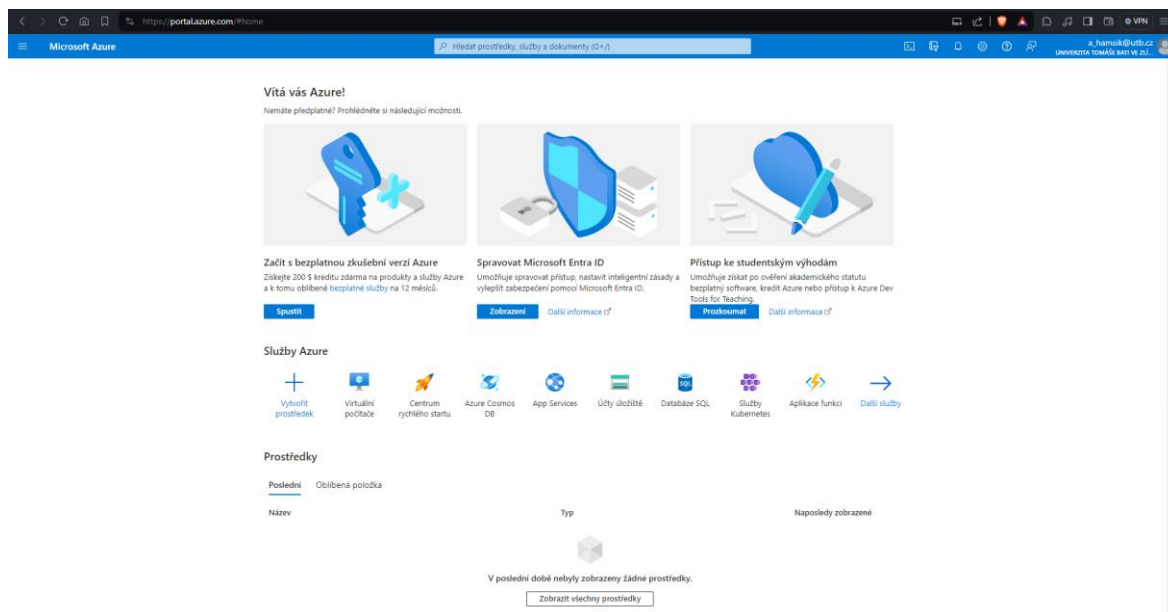 https://portal.azure.com/#home
VPN
Microsoft Azure
Hledat prostředky, služby a dokumenty (G+/)
a_hamsik@utb.cz
UNIVERZITA TOMÁŠE BATI VE ZLÍ...
Vítá vás Azure!
Nemáte předplatné? Prohlédněte si následující možnosti.
Začít s bezplatnou zkušební verzí Azure
Získejte 200 $ kreditu zdarma na produkty a služby Azure
a k tomu oblíbené bezplatné služby na 12 měsíců.
Spustit
Spravovat Microsoft Entra ID
Umožňuje spravovat přístup, nastavit inteligentní zásady a
vylepšit zabezpečení pomocí Microsoft Entra ID.
Zobrazení
Další informace
Přístup ke studentským výhodám
Umožňuje získat po ověření akademického statutu
bezplatný software, kredit Azure nebo přístup k Azure Dev
Tools for Teaching.
Prozkoumat
Další informace
Služby Azure
Vytvořit
prostředek
Virtuální
počítače
Centrum
rychlého startu
Azure Cosmos
DB
App Services
Účty úložiště
SQL
Databáze SQL
Služby
Kubernetes
Aplikace funkcí
Další služby
Prostředky
Poslední
Oblíbená položka
Název
Typ
Naposledy zobrazené
V poslední době nebyly zobrazeny žádné prostředky.
Zobrazit všechny prostředky